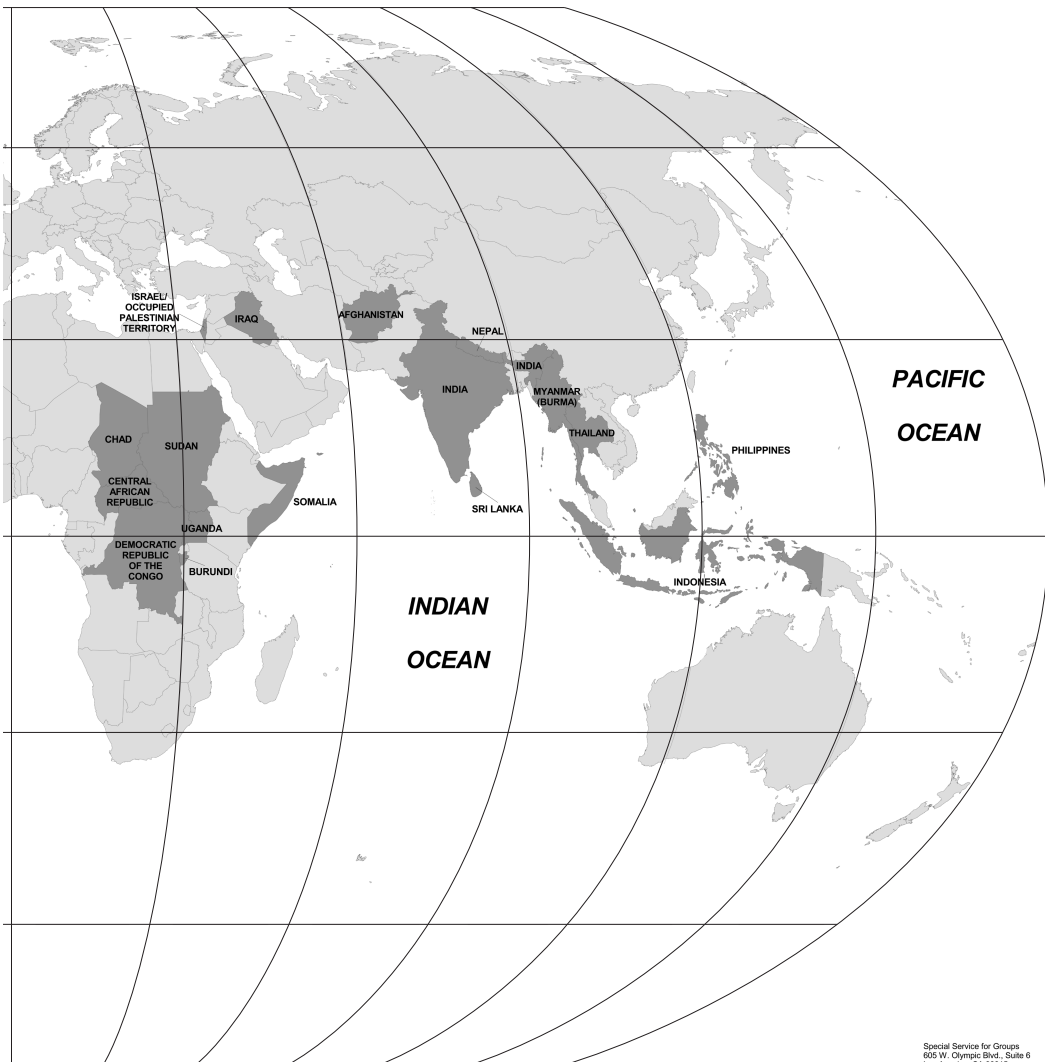 ISRAEL/
OCCUPIED
PALESTINIAN
TERRITORY
IRAQ
AFGHANISTAN
NEPAL
INDIA
INDIA
MYANMAR
(BURMA)
THAILAND
PHILIPPINES
PACIFIC
OCEAN
CHAD
SUDAN
CENTRAL
AFRICAN
REPUBLIC
SOMALIA
SRI LANKA
UGANDA
DEMOCRATIC
REPUBLIC
OF THE
CONGO
BURUNDI
INDONESIA
INDIAN
OCEAN
Special Service for Groups
605 W. Olympic Blvd., Suite 6